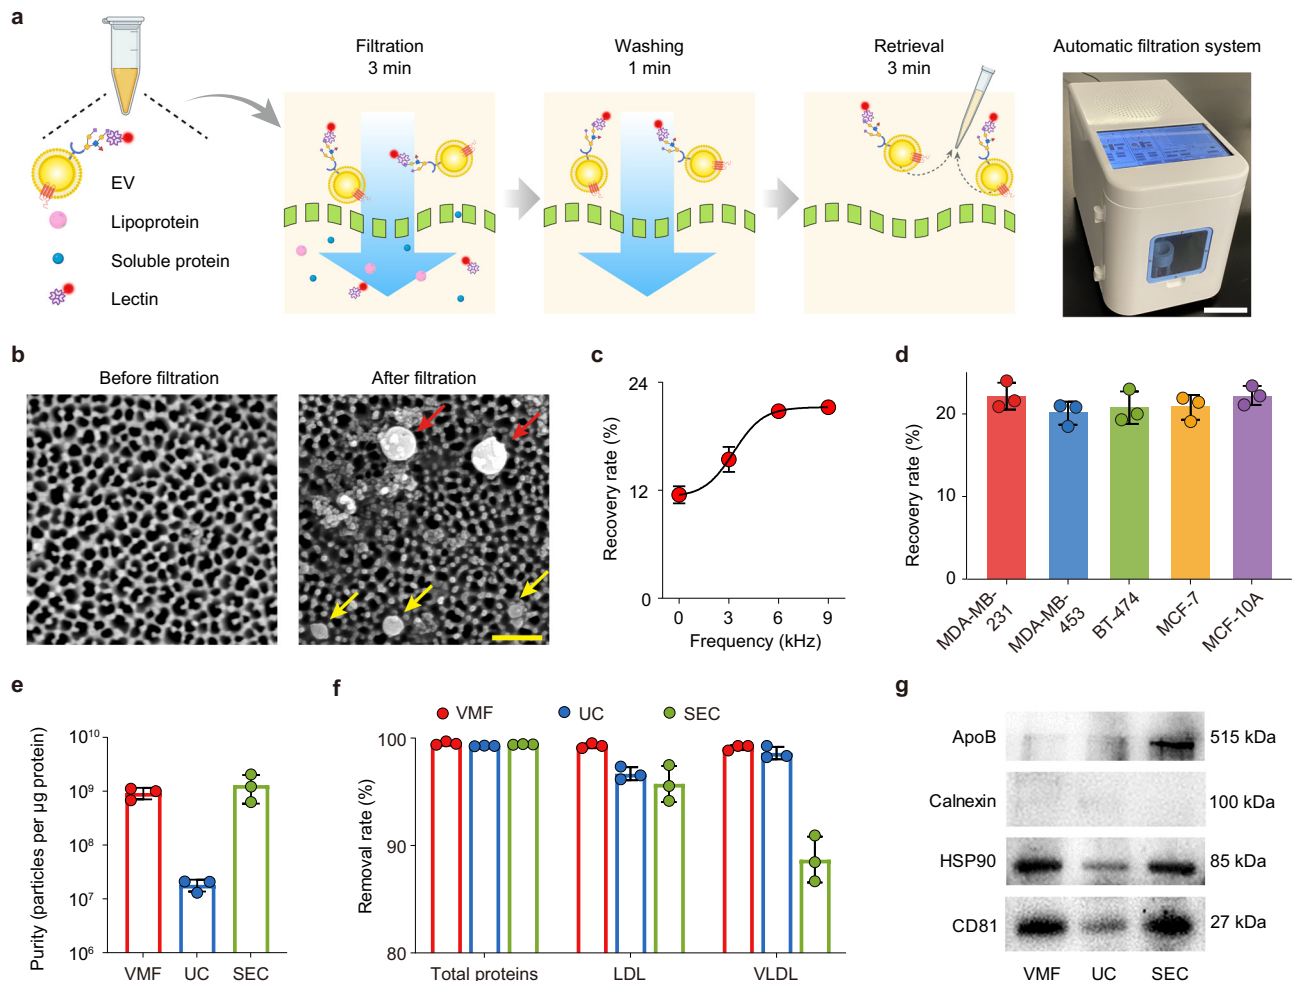 a
Filtration
3 min
Washing
1 min
Retrieval
3 min
Automatic filtration system
EV
Lipoprotein
Soluble protein
Lectin
b
Before filtration
After filtration
c
Recovery rate (%)
24
12
0
0 3 6 9
Frequency (kHz)
d
Recovery rate (%)
20
10
0
MDA-MB-
231
MDA-MB-
453
BT-474
MCF-7
MCF-10A
e
Purity (particles per µg protein)
10¹⁰
10⁹
10⁸
10⁷
10⁶
VMF UC SEC
f
VMF UC SEC
Removal rate (%)
100
90
80
Total proteins LDL VLDL
g
ApoB 515 kDa
Calnexin 100 kDa
HSP90 85 kDa
CD81 27 kDa
VMF UC SEC